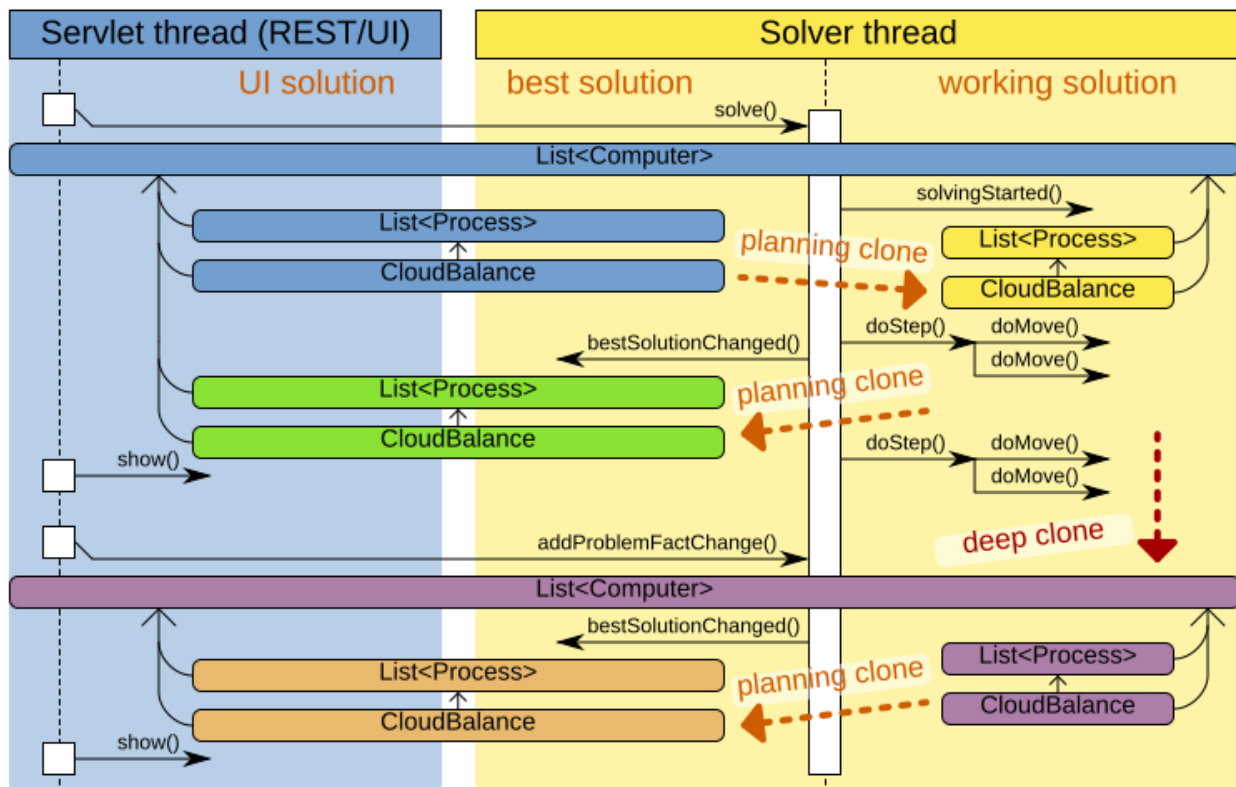 Servlet thread (REST/UI)
Solver thread
UI solution
best solution
working solution
solve()
List<Computer>
solvingStarted()
List<Process>
CloudBalance
planning clone
List<Process>
CloudBalance
doStep()
doMove()
doMove()
bestSolutionChanged()
List<Process>
CloudBalance
planning clone
show()
doStep()
doMove()
doMove()
deep clone
addProblemFactChange()
List<Computer>
bestSolutionChanged()
List<Process>
CloudBalance
planning clone
List<Process>
CloudBalance
show()